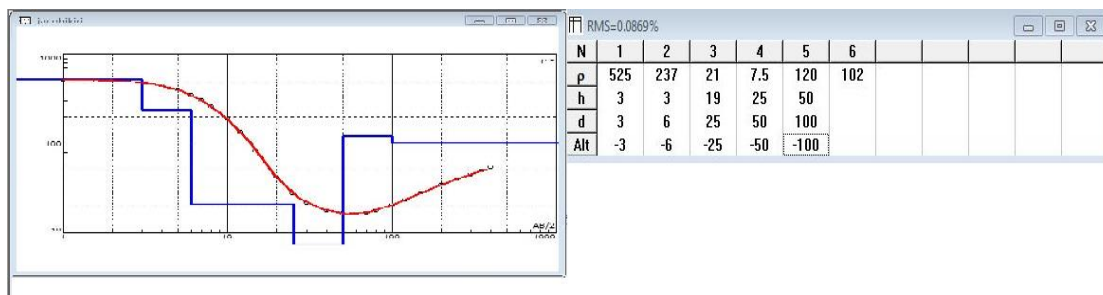 RMS=0.0869%
N 1 2 3 4 5 6
ρ 525 237 21 7.5 120 102
h 3 3 19 25 50
d 3 6 25 50 100
Alt -3 -6 -25 -50 -100
1000
100
AB/2
10 100 1000